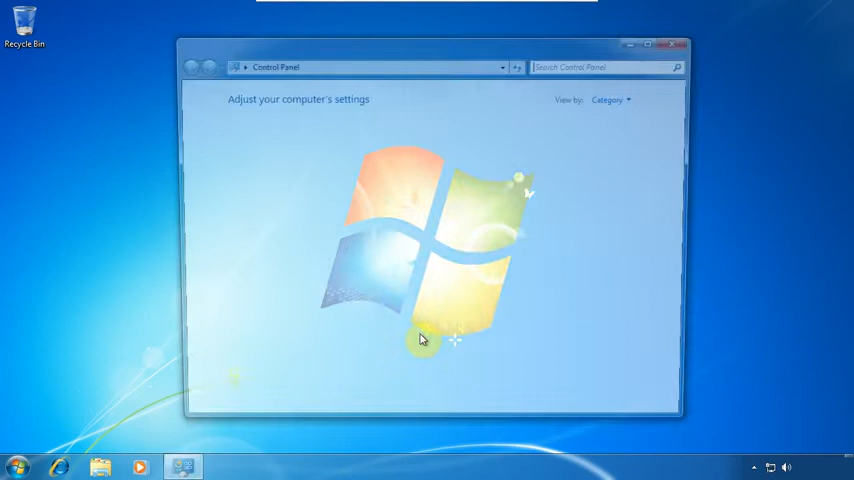 Recycle Bin
Control Panel
Search Control Panel
Adjust your computer's settings
View by: Category